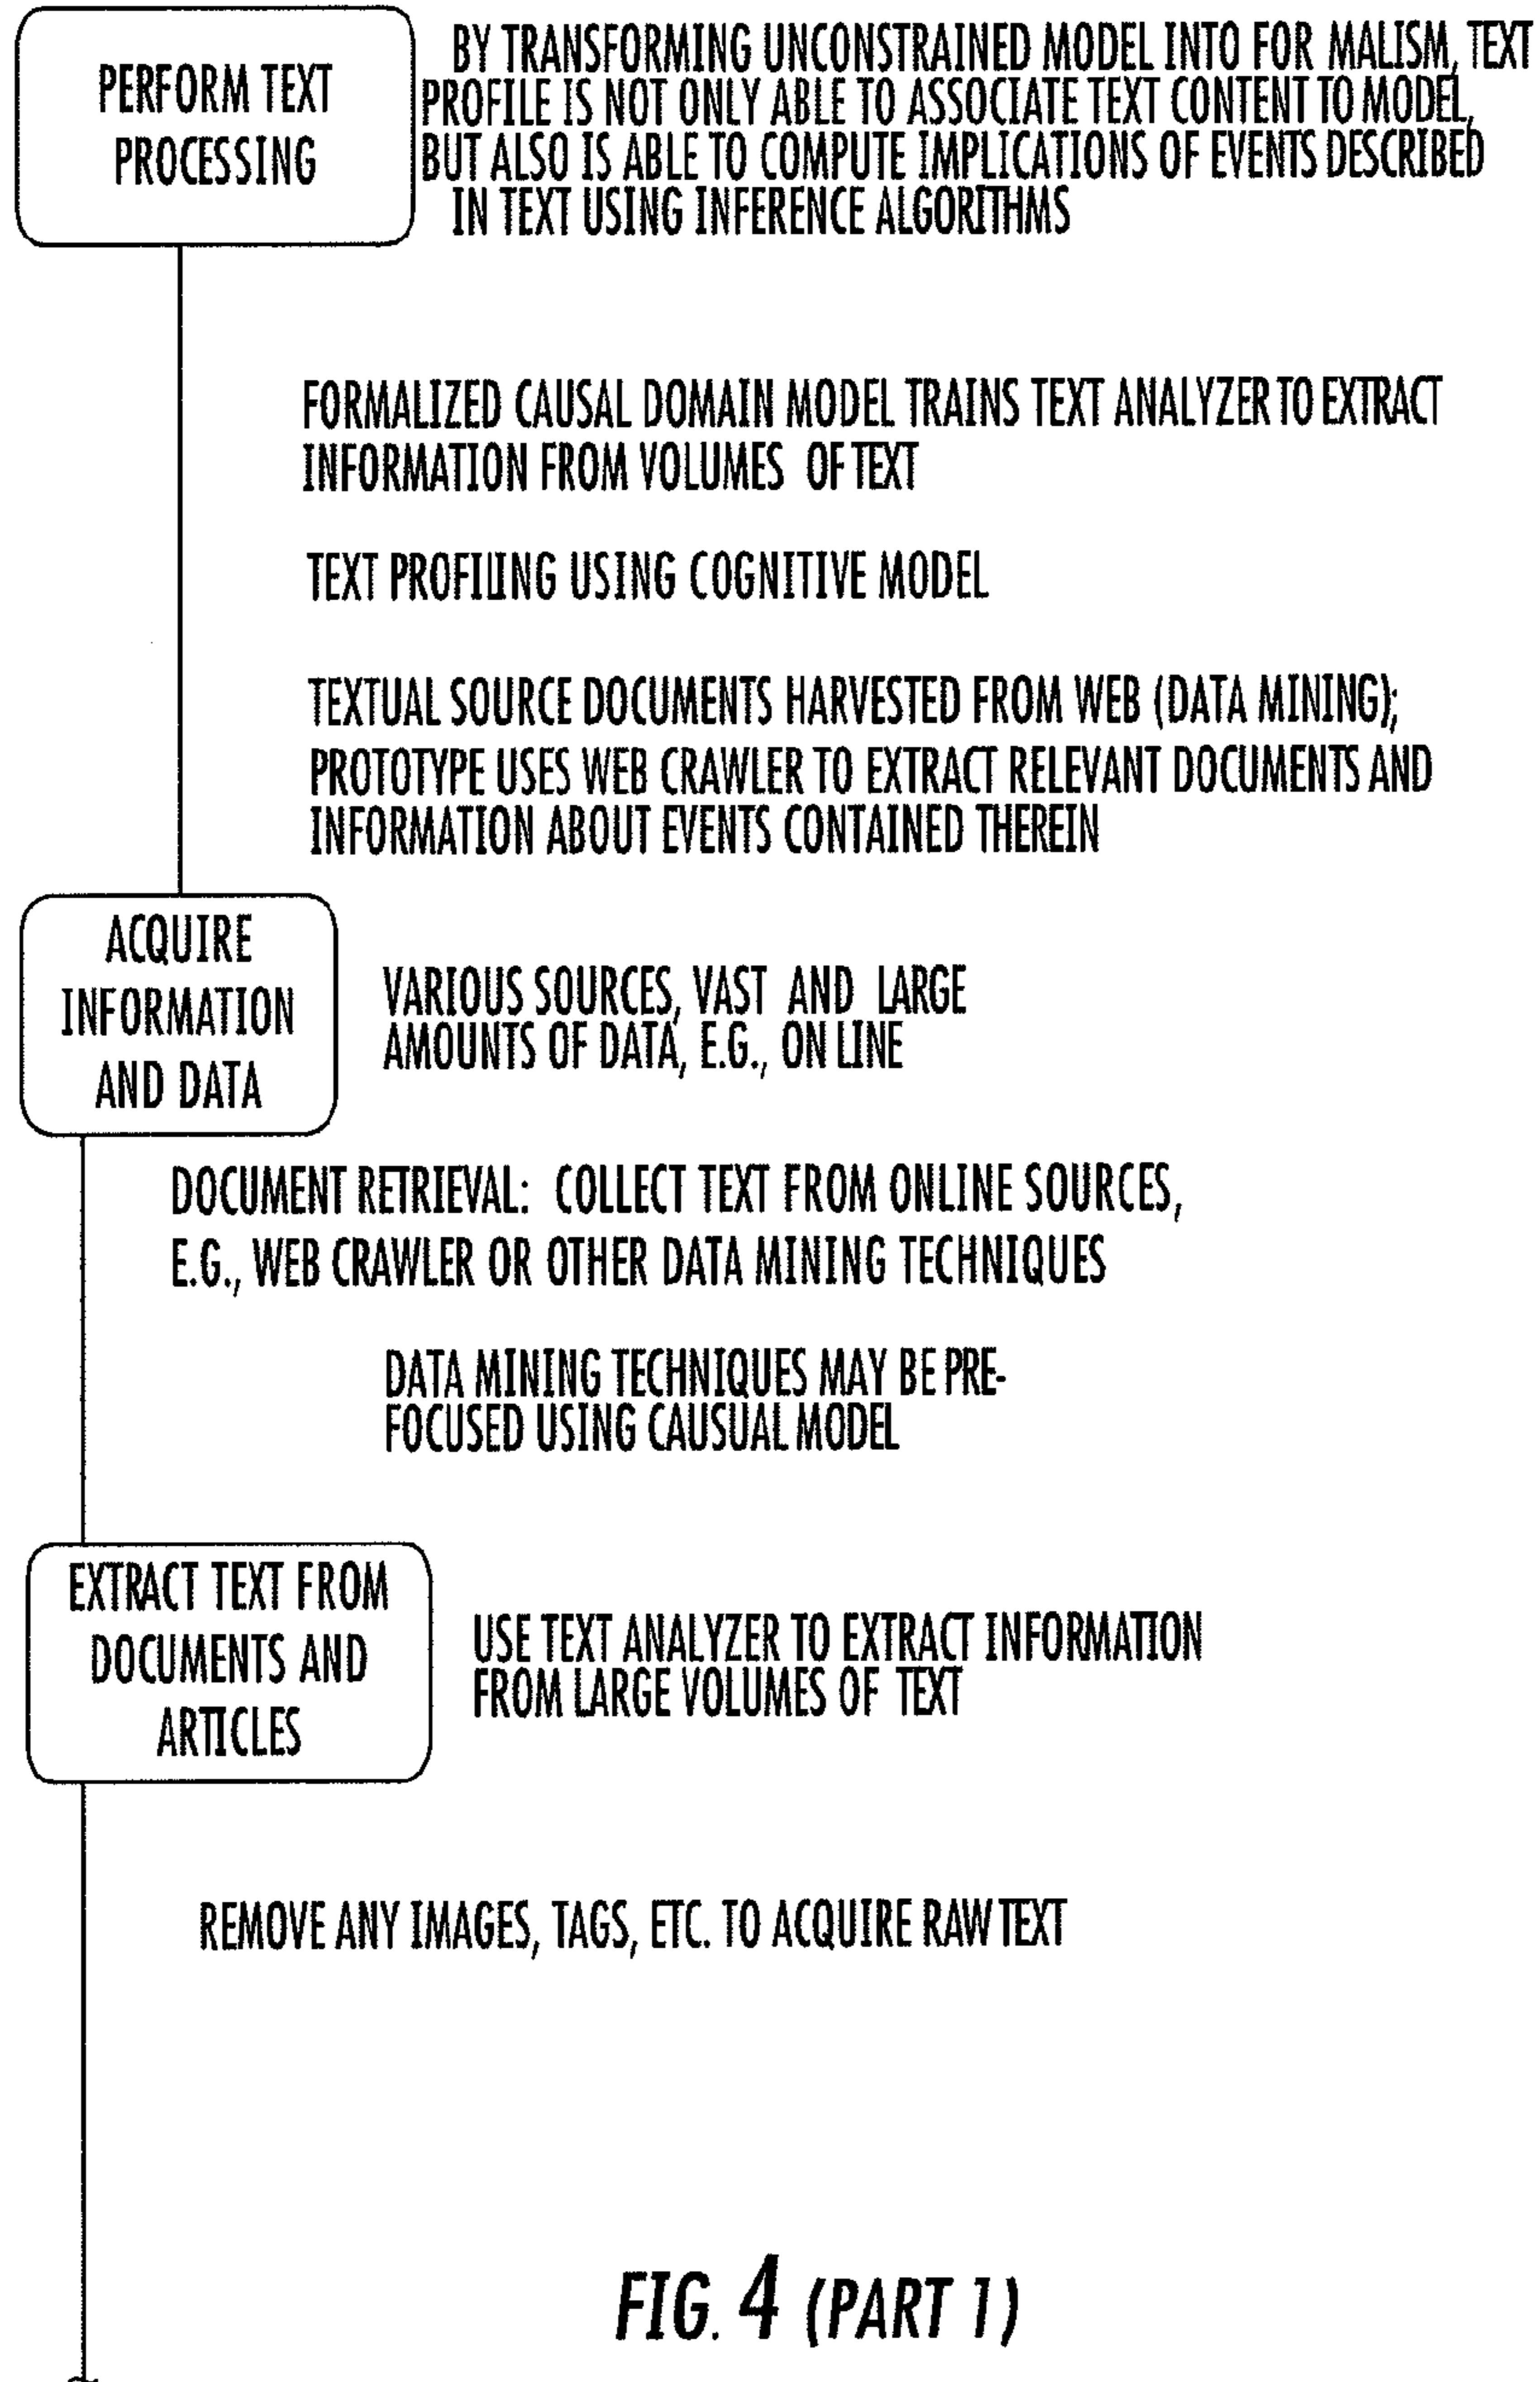 PERFORM TEXT
PROCESSING
BY TRANSFORMING UNCONSTRAINED MODEL INTO FOR MALISM, TEXT
PROFILE IS NOT ONLY ABLE TO ASSOCIATE TEXT CONTENT TO MODEL,
BUT ALSO IS ABLE TO COMPUTE IMPLICATIONS OF EVENTS DESCRIBED
IN TEXT USING INFERENCE ALGORITHMS
FORMALIZED CAUSAL DOMAIN MODEL TRAINS TEXT ANALYZER TO EXTRACT
INFORMATION FROM VOLUMES OF TEXT
TEXT PROFILING USING COGNITIVE MODEL
TEXTUAL SOURCE DOCUMENTS HARVESTED FROM WEB (DATA MINING);
PROTOTYPE USES WEB CRAWLER TO EXTRACT RELEVANT DOCUMENTS AND
INFORMATION ABOUT EVENTS CONTAINED THEREIN
ACQUIRE
INFORMATION
AND DATA
VARIOUS SOURCES, VAST AND LARGE
AMOUNTS OF DATA, E.G., ON LINE
DOCUMENT RETRIEVAL: COLLECT TEXT FROM ONLINE SOURCES,
E.G., WEB CRAWLER OR OTHER DATA MINING TECHNIQUES
DATA MINING TECHNIQUES MAY BE PRE-
FOCUSED USING CAUSUAL MODEL
EXTRACT TEXT FROM
DOCUMENTS AND
ARTICLES
USE TEXT ANALYZER TO EXTRACT INFORMATION
FROM LARGE VOLUMES OF TEXT
REMOVE ANY IMAGES, TAGS, ETC. TO ACQUIRE RAW TEXT
FIG. 4 (PART 1)